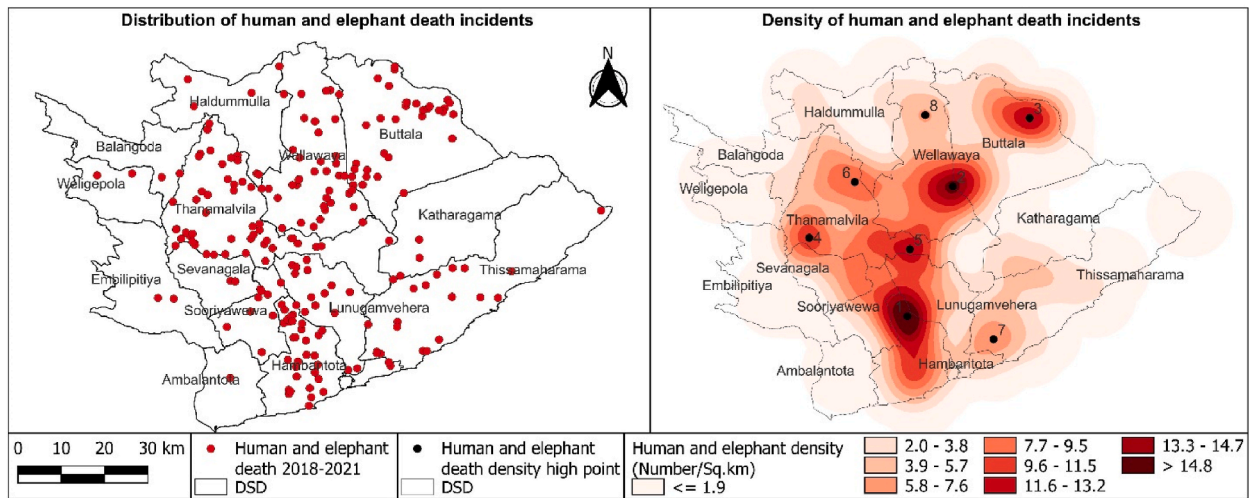 Distribution of human and elephant death incidents
N
Haldummulla
Buttala
Balangoda
Wellawaya
Weligepola
Thanamalvila
Katharagama
Sevanagala
Thissamaharama
Embilipitiya
Sooriyawewa
Lunugamvehera
Hambantota
Ambalantota
Density of human and elephant death incidents
3
8
Haldummulla
Buttala
Balangoda
Wellawaya
6
Weligepola
Thanamalvila
Katharagama
4
5
Sevanagala
Thissamaharama
Embilipitiya
Sooriyawewa
Lunugamvehera
7
Hambantota
Ambalantota
0 10 20 30 km
Human and elephant
death 2018-2021
DSD
Human and elephant
death density high point
DSD
Human and elephant density
(Number/Sq.km)
<= 1.9
2.0 - 3.8
3.9 - 5.7
5.8 - 7.6
7.7 - 9.5
9.6 - 11.5
11.6 - 13.2
13.3 - 14.7
> 14.8